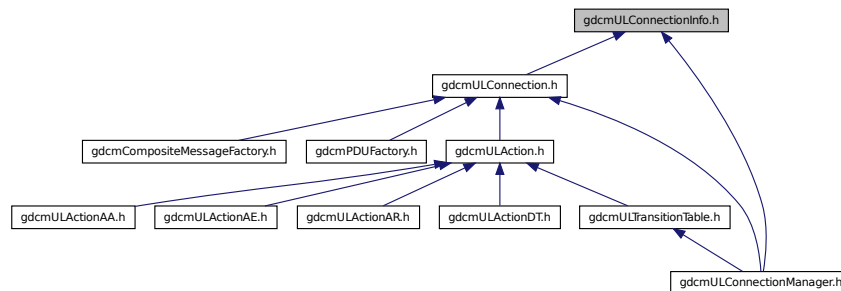 gdcmULConnectionInfo.h
gdcmULConnection.h
gdcmCompositeMessageFactory.h
gdcmPDUFactory.h
gdcmULAction.h
gdcmULActionAA.h
gdcmULActionAE.h
gdcmULActionAR.h
gdcmULActionDT.h
gdcmULTransitionTable.h
gdcmULConnectionManager.h